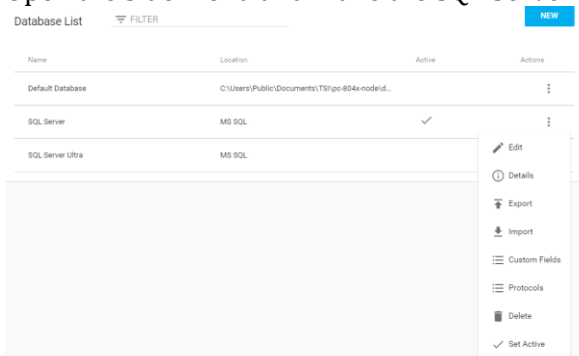 Database List FILTER NEW
Name Location Active Actions
Default Database C:\Users\Public\Documents\TSI\pc-804x-node\d...
SQL Server MS SQL
SQL Server Ultra MS SQL
Edit
Details
Export
Import
Custom Fields
Protocols
Delete
Set Active